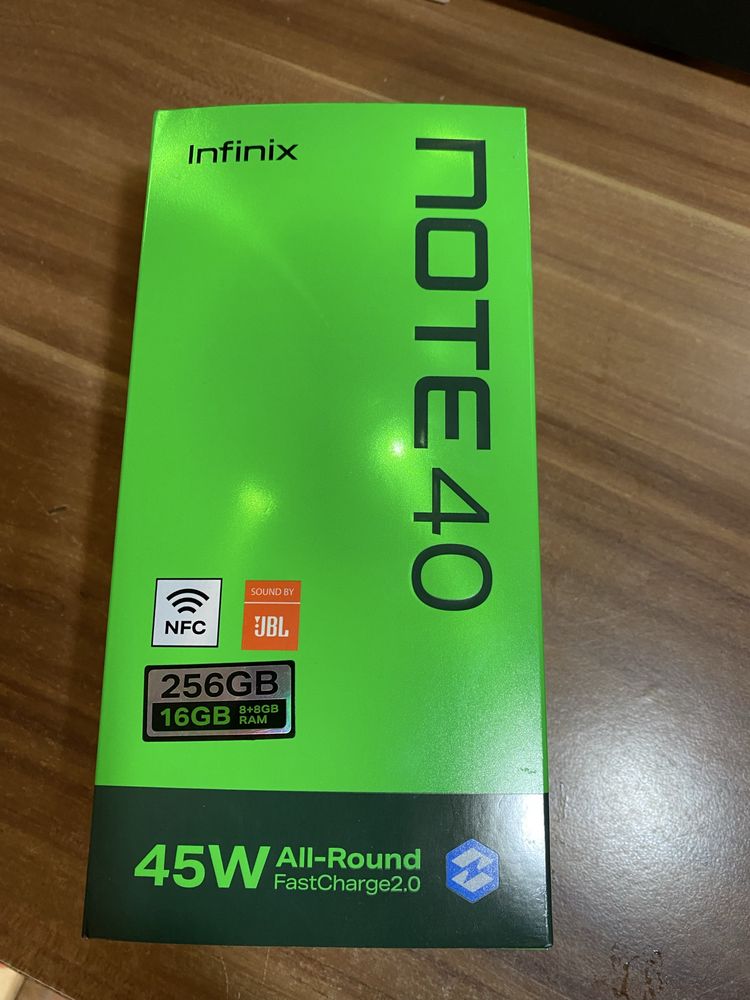 Infinix
NOTE 40
NFC
SOUND BY
JBL
256GB
16GB 8+8GB RAM
45W All-Round
FastCharge2.0